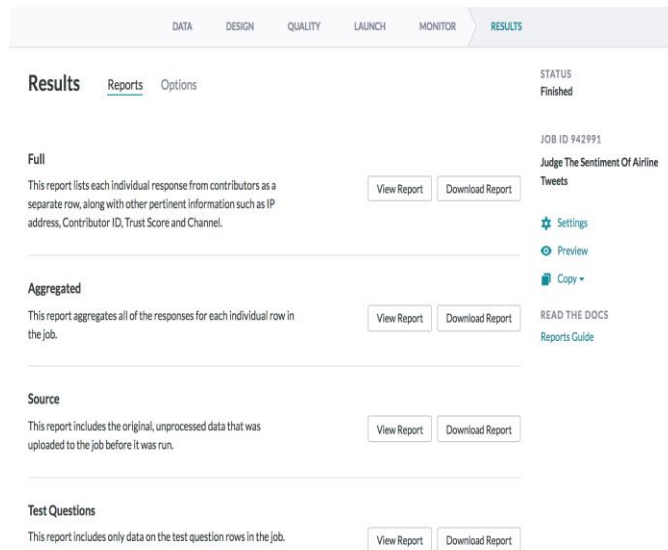 DATA DESIGN QUALITY LAUNCH MONITOR RESULTS
Results Reports Options
Full
This report lists each individual response from contributors as a
separate row, along with other pertinent information such as IP
address, Contributor ID, Trust Score and Channel.
View Report Download Report
Aggregated
This report aggregates all of the responses for each individual row in
the job.
View Report Download Report
Source
This report includes the original, unprocessed data that was
uploaded to the job before it was run.
View Report Download Report
Test Questions
This report includes only data on the test question rows in the job.
View Report Download Report
STATUS
Finished
JOB ID 942991
Judge The Sentiment Of Airline
Tweets
Settings
Preview
Copy
READ THE DOCS
Reports Guide